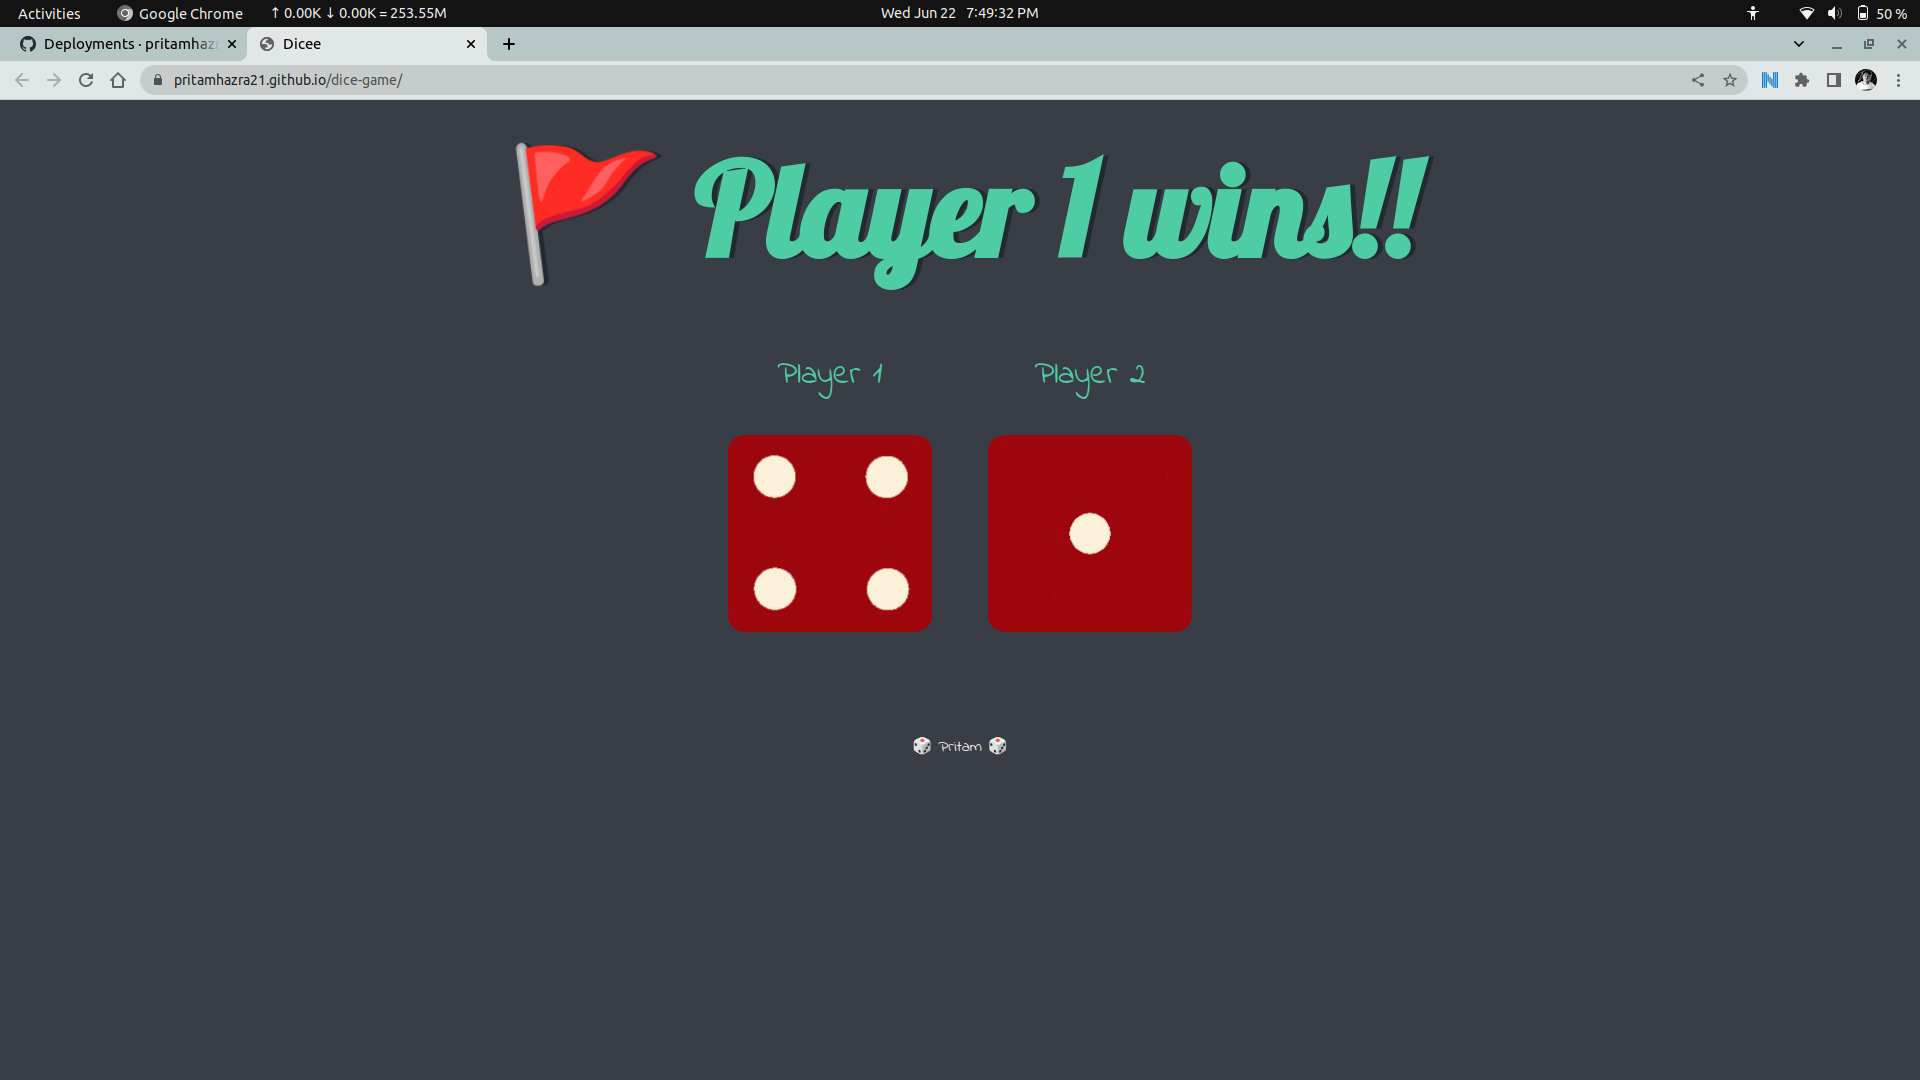 Activities Google Chrome ↑ 0.00K ↓ 0.00K = 253.55M Wed Jun 22 7:49:32 PM 50 %
Deployments · pritamhaz Dicee
pritamhazra21.github.io/dice-game/
🚩 Player 1 wins!!
Player 1 Player 2
🎲 Pritam 🎲